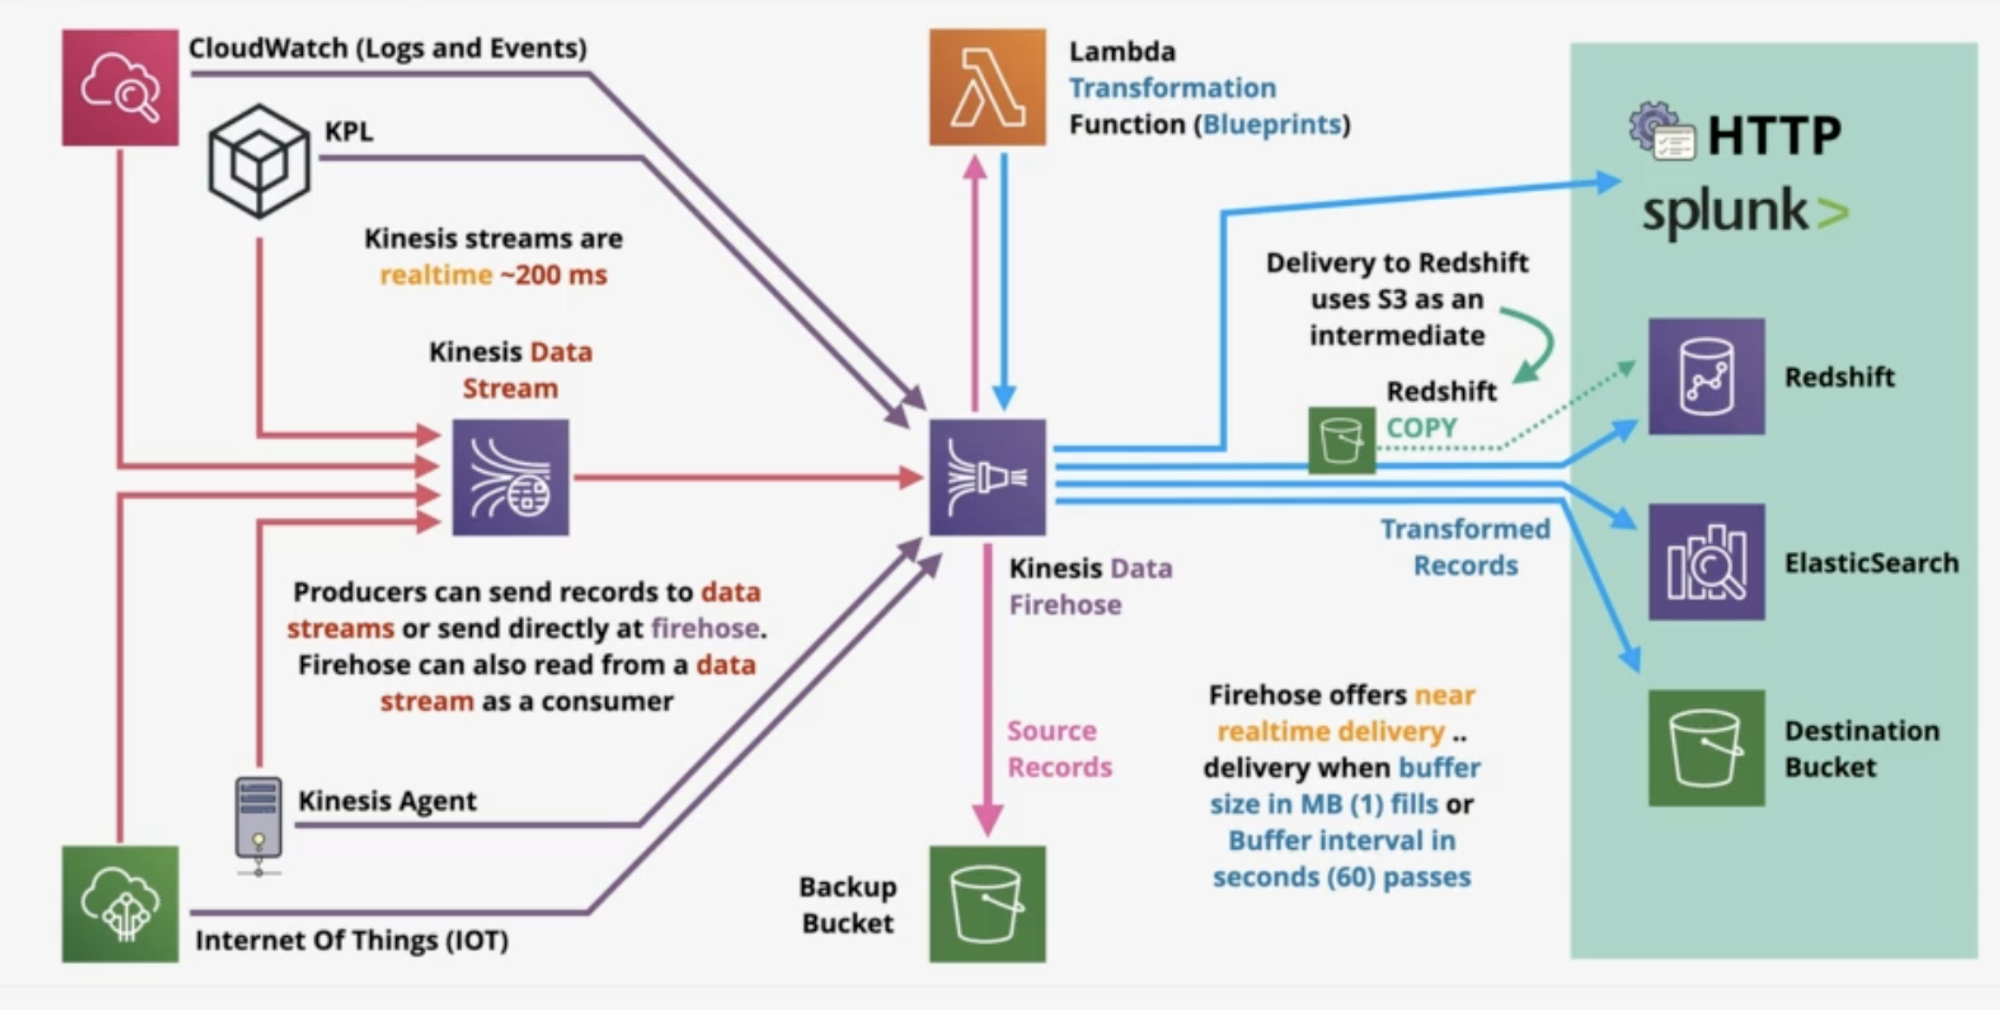 CloudWatch (Logs and Events)
KPL
Kinesis streams are
realtime ~200 ms
Kinesis Data
Stream
Producers can send records to data
streams or send directly at firehose.
Firehose can also read from a data
stream as a consumer
Kinesis Agent
Internet Of Things (IOT)
Lambda
Transformation
Function (Blueprints)
Kinesis Data
Firehose
Source
Records
Backup
Bucket
Delivery to Redshift
uses S3 as an
intermediate
Redshift
COPY
Transformed
Records
Firehose offers near
realtime delivery ..
delivery when buffer
size in MB (1) fills or
Buffer interval in
seconds (60) passes
HTTP
splunk>
Redshift
ElasticSearch
Destination
Bucket